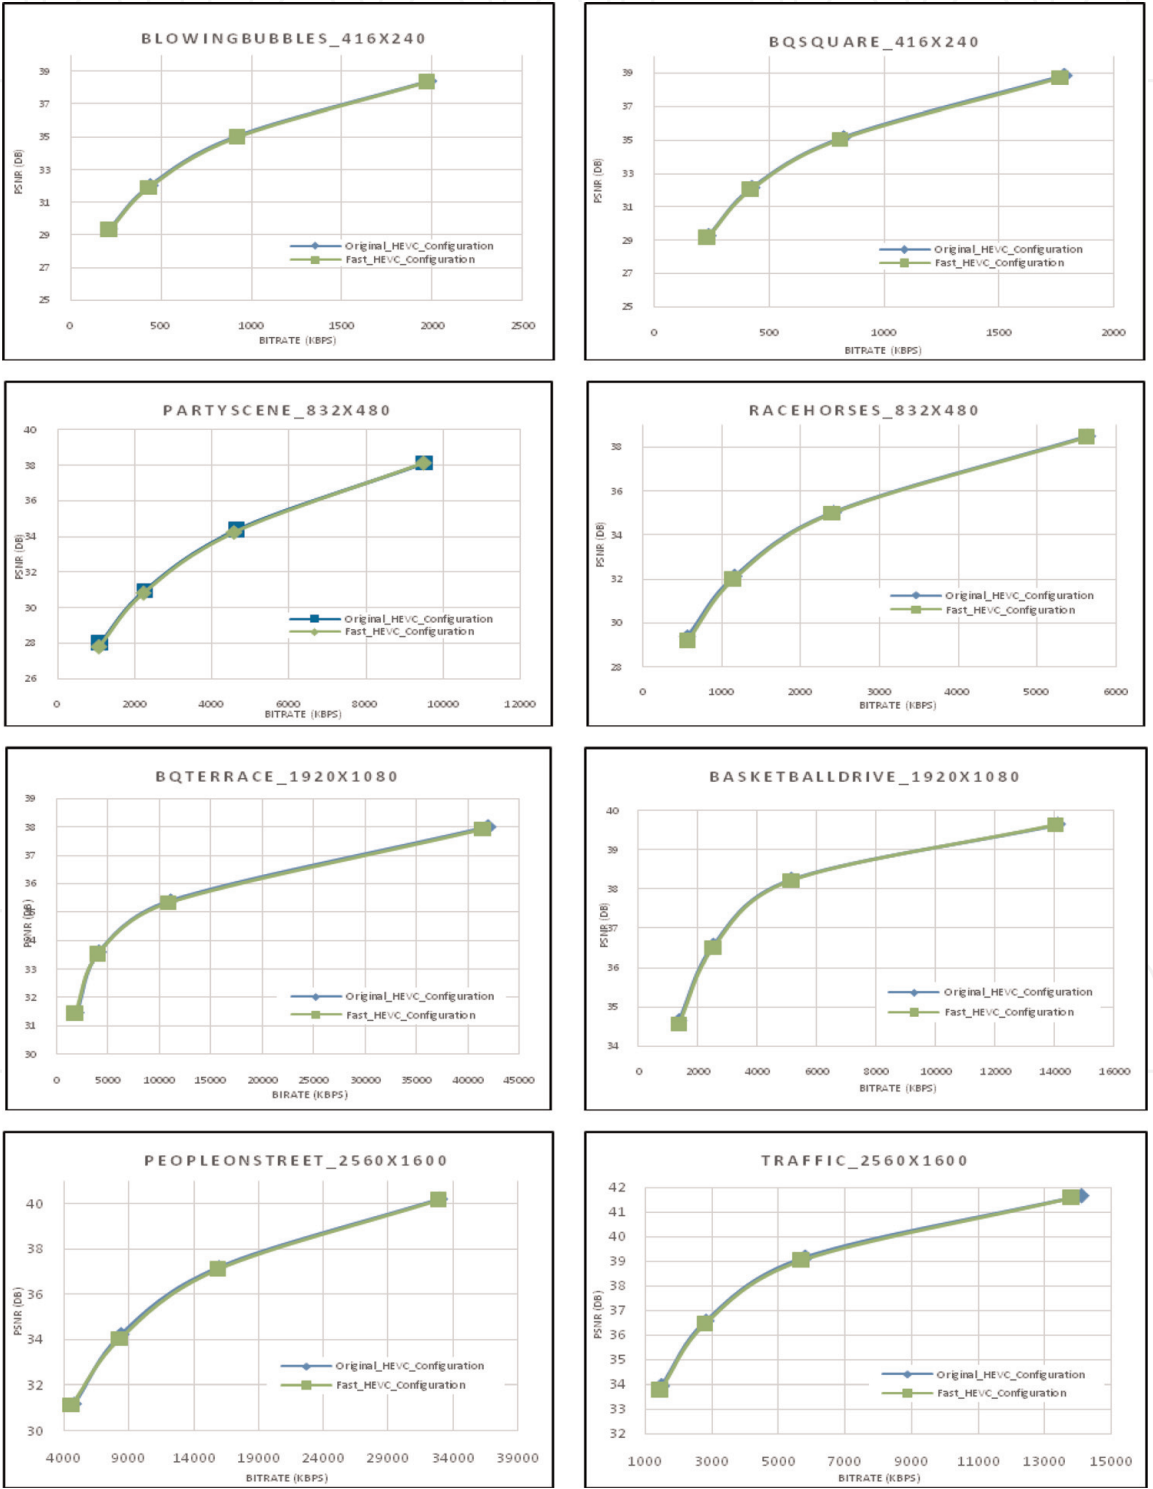 BLOWINGBUBBLES_416X240
39
37
35
33
31
29
27
25
PSNR (DB)
Original_HEVC_Configuration
Fast_HEVC_Configuration
0 500 1000 1500 2000 2500
BITRATE (KBPS)
BQSQUARE_416X240
39
37
35
33
31
29
27
25
PSNR (DB)
Original_HEVC_Configuration
Fast_HEVC_Configuration
0 500 1000 1500 2000
BITRATE (KBPS)
PARTYSCENE_832X480
40
38
36
34
32
30
28
26
PSNR (DB)
Original_HEVC_Configuration
Fast_HEVC_Configuration
0 2000 4000 6000 8000 10000 12000
BITRATE (KBPS)
RACEHORSES_832X480
38
36
34
32
30
28
PSNR (DB)
Original_HEVC_Configuration
Fast_HEVC_Configuration
0 1000 2000 3000 4000 5000 6000
BITRATE (KBPS)
BQTERRACE_1920X1080
39
38
37
36
35
34
33
32
31
30
PSNR (DB)
Original_HEVC_Configuration
Fast_HEVC_Configuration
0 5000 10000 15000 20000 25000 30000 35000 40000 45000
BIRATE (KBPS)
BASKETBALLDRIVE_1920X1080
40
39
38
37
36
35
34
PSNR (DB)
Original_HEVC_Configuration
Fast_HEVC_Configuration
0 2000 4000 6000 8000 10000 12000 14000 16000
BITRATE (KBPS)
PEOPLEONSTREET_2560X1600
40
38
36
34
32
30
PSNR (DB)
Original_HEVC_Configuration
Fast_HEVC_Configuration
4000 9000 14000 19000 24000 29000 34000 39000
BITRATE (KBPS)
TRAFFIC_2560X1600
42
41
40
39
38
37
36
35
34
33
32
PSNR (DB)
Original_HEVC_Configuration
Fast_HEVC_Configuration
1000 3000 5000 7000 9000 11000 13000 15000
BITRATE (KBPS)